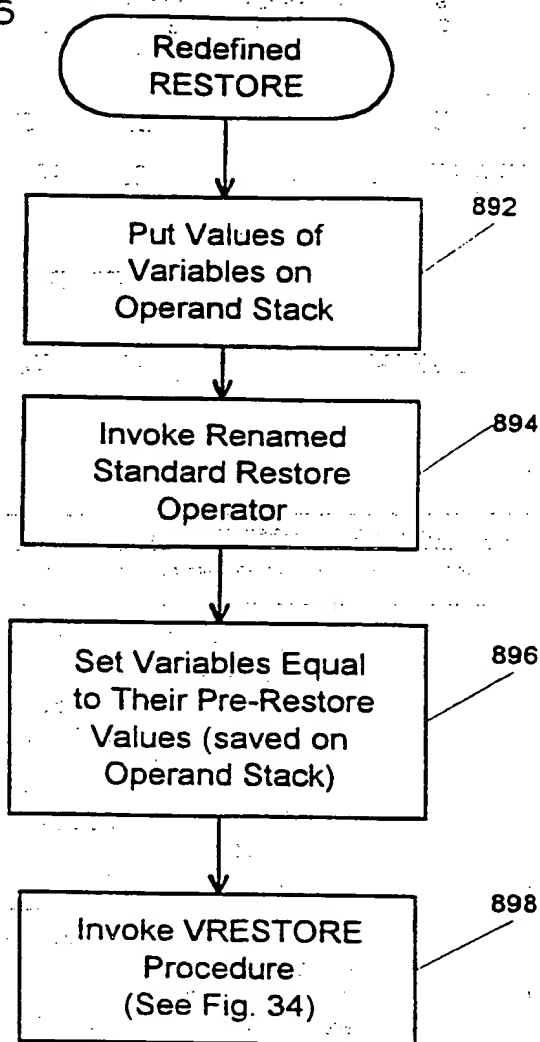 Redefined
RESTORE
892
Put Values of
Variables on
Operand Stack
894
Invoke Renamed
Standard Restore
Operator
896
Set Variables Equal
to Their Pre-Restore
Values (saved on
Operand Stack)
898
Invoke VRESTORE
Procedure
(See Fig. 34)